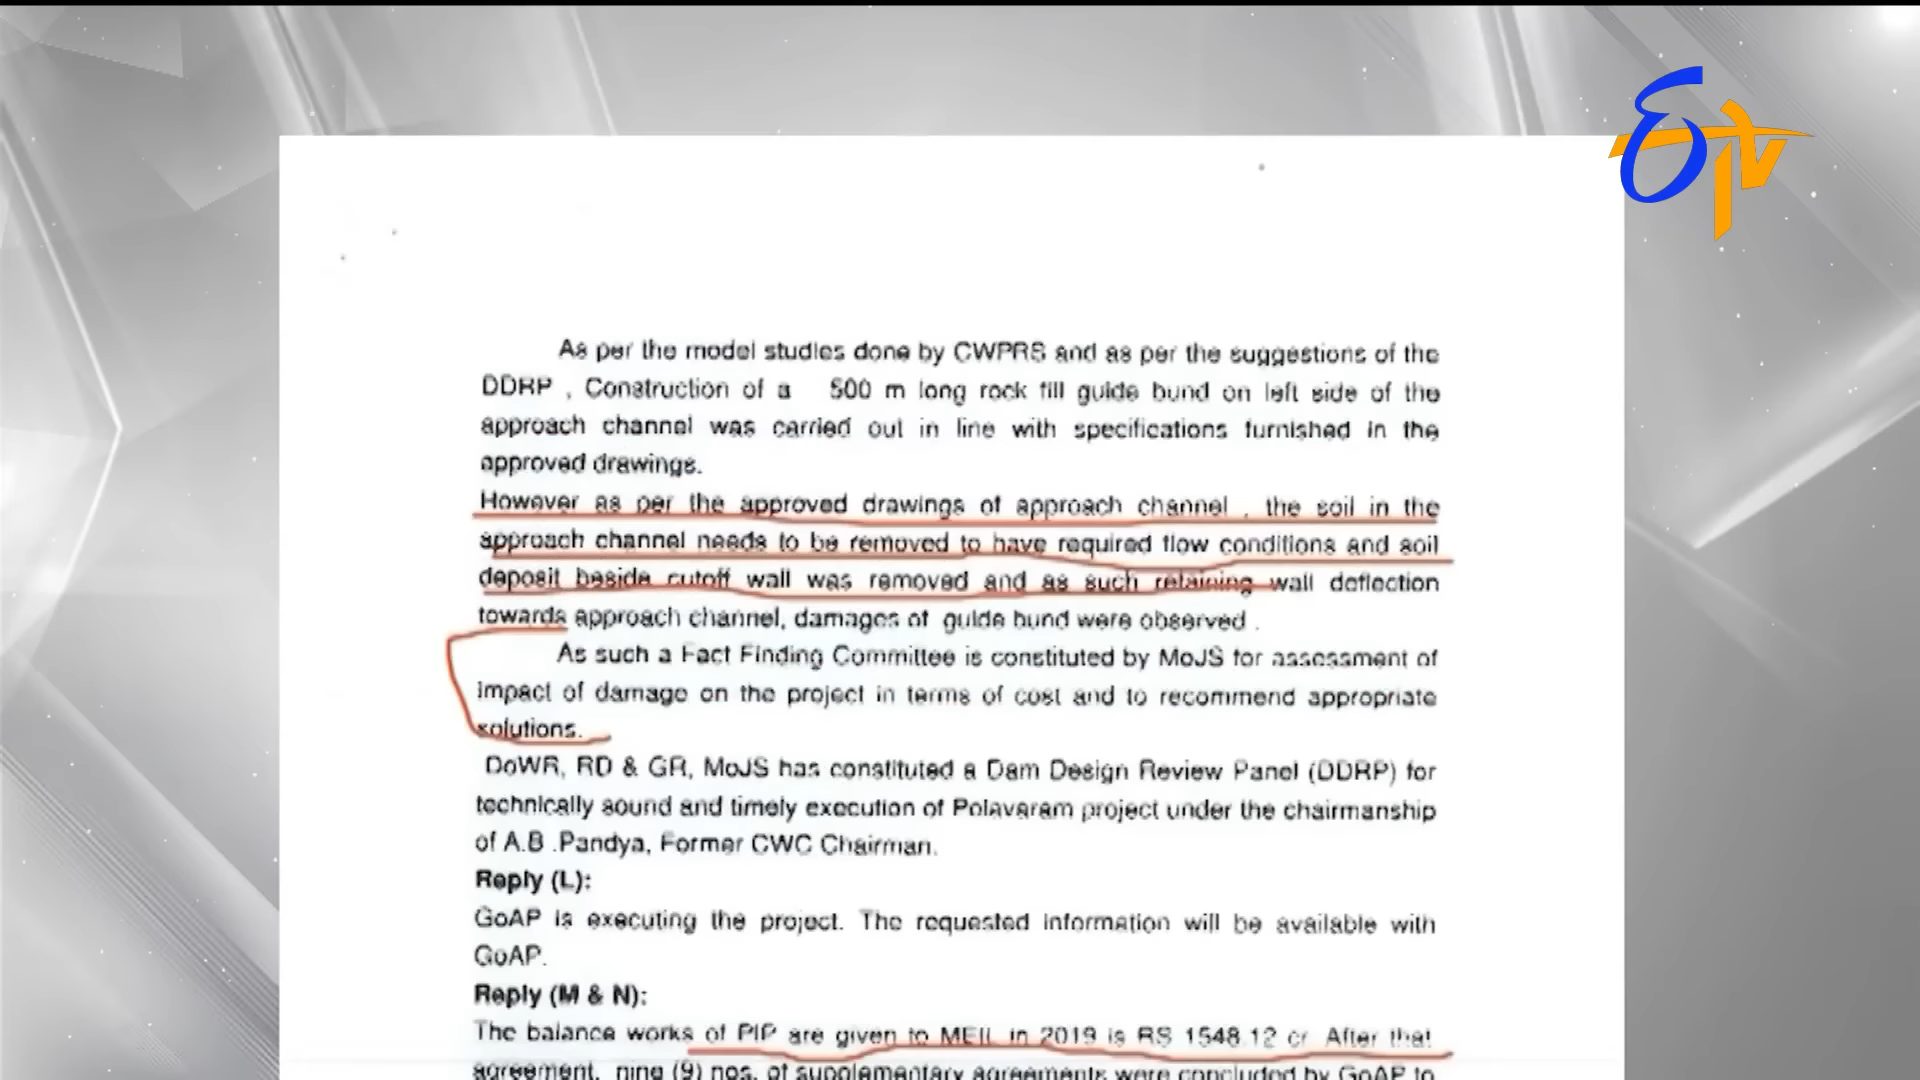 ETV
As per the model studies done by CWPRS and as per the suggestions of the
DDRP , Construction of a 500 m long rock fill guide bund on left side of the
approach channel was carried out in line with specifications furnished in the
approved drawings.
However as per the approved drawings of approach channel , the soil in the
approach channel needs to be removed to have required flow conditions and soil
deposit beside cutoff wall was removed and as such retaining wall deflection
towards approach channel, damages of guide bund were observed .
As such a Fact Finding Committee is constituted by MoJS for assessment of
impact of damage on the project in terms of cost and to recommend appropriate
solutions.
DoWR, RD & GR, MoJS has constituted a Dam Design Review Panel (DDRP) for
technically sound and timely execution of Polavaram project under the chairmanship
of A.B .Pandya, Former CWC Chairman.
Reply (L):
GoAP is executing the project. The requested information will be available with
GoAP.
Reply (M & N):
The balance works of PIP are given to MEIL in 2019 is RS 1548.12 cr. After that
agreement, nine (9) nos. of supplementary agreements were concluded by GoAP to